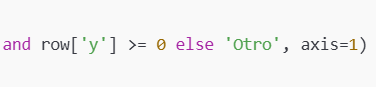 and row['y'] >= 0 else 'Otro', axis=1)